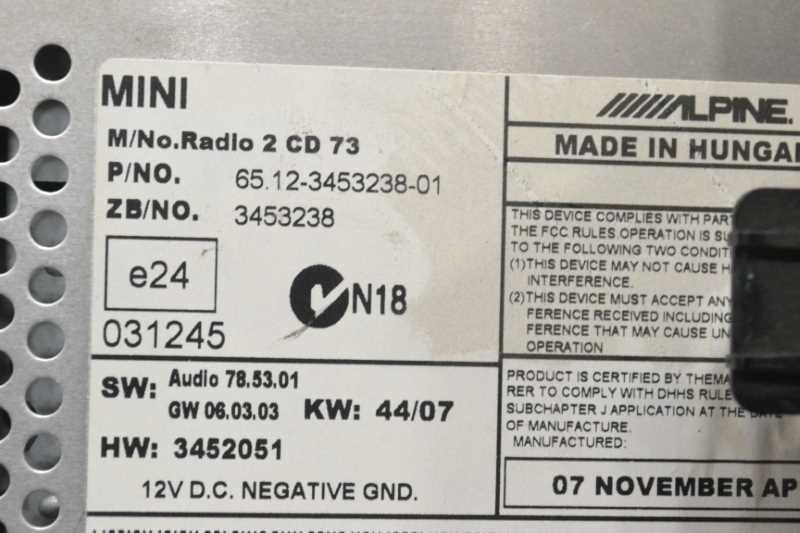 MINI
M/No.Radio 2 CD 73
P/NO. 65.12-3453238-01
ZB/NO. 3453238
e24
031245
N18
SW: Audio 78.53.01
GW 06.03.03 KW: 44/07
HW: 3452051
12V D.C. NEGATIVE GND.
ALPINE.
MADE IN HUNGA
THIS DEVICE COMPLIES WITH PART
THE FCC RULES.OPERATION IS
TO THE FOLLOWING TWO
(1)THIS DEVICE MAY NOT CAUSE
INTERFERENCE.
(2)THIS DEVICE MUST ACCEPT ANY
FERENCE RECEIVED INCLUDING
FERENCE THAT MAY CAUSE UN
OPERATION
PRODUCT IS CERTIFIED BY THEMA
RER TO COMPLY WITH DHHS RULE
SUBCHAPTER J APPLICATION AT THE DATE
OF MANUFACTURE.
MANUFACTURED:
07 NOVEMBER AP